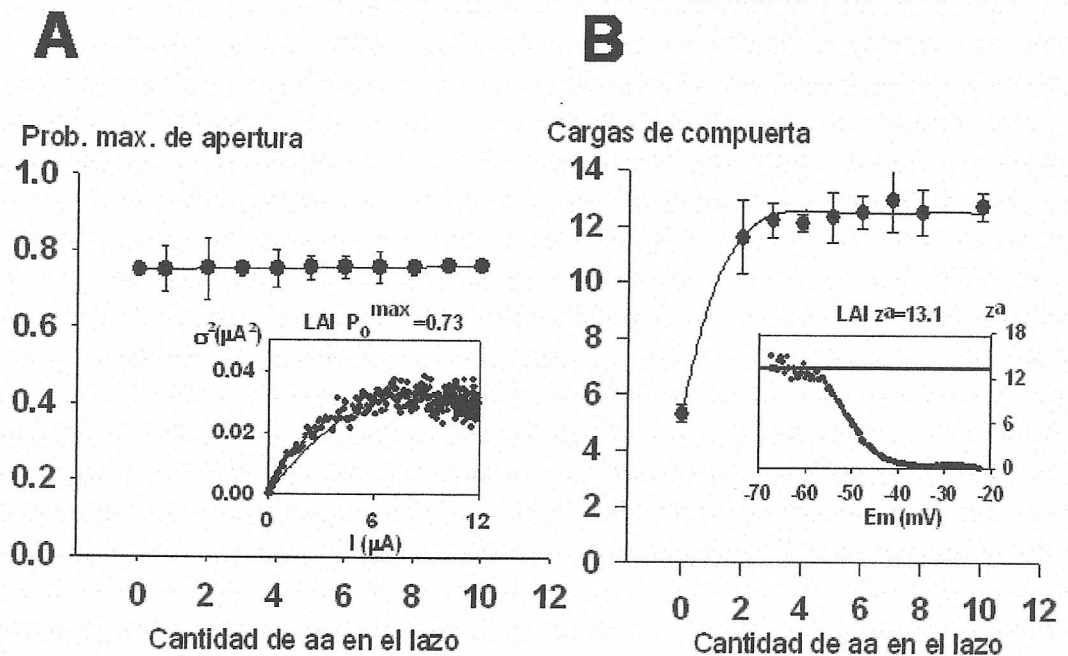 A
Prob. max. de apertura
1.0
0.8
0.6
0.4
0.2
0.0
0 2 4 6 8 10 12
Cantidad de aa en el lazo
LAI P₀ᵐᵃˣ=0.73
σ²(μA²)
0.04
0.02
0.00
0 6 12
I (μA)
B
Cargas de compuerta
14
12
10
8
6
4
2
0
0 2 4 6 8 10 12
Cantidad de aa en el lazo
LAI zª=13.1
zª
18
12
6
0
-70 -60 -50 -40 -30 -20
Em (mV)